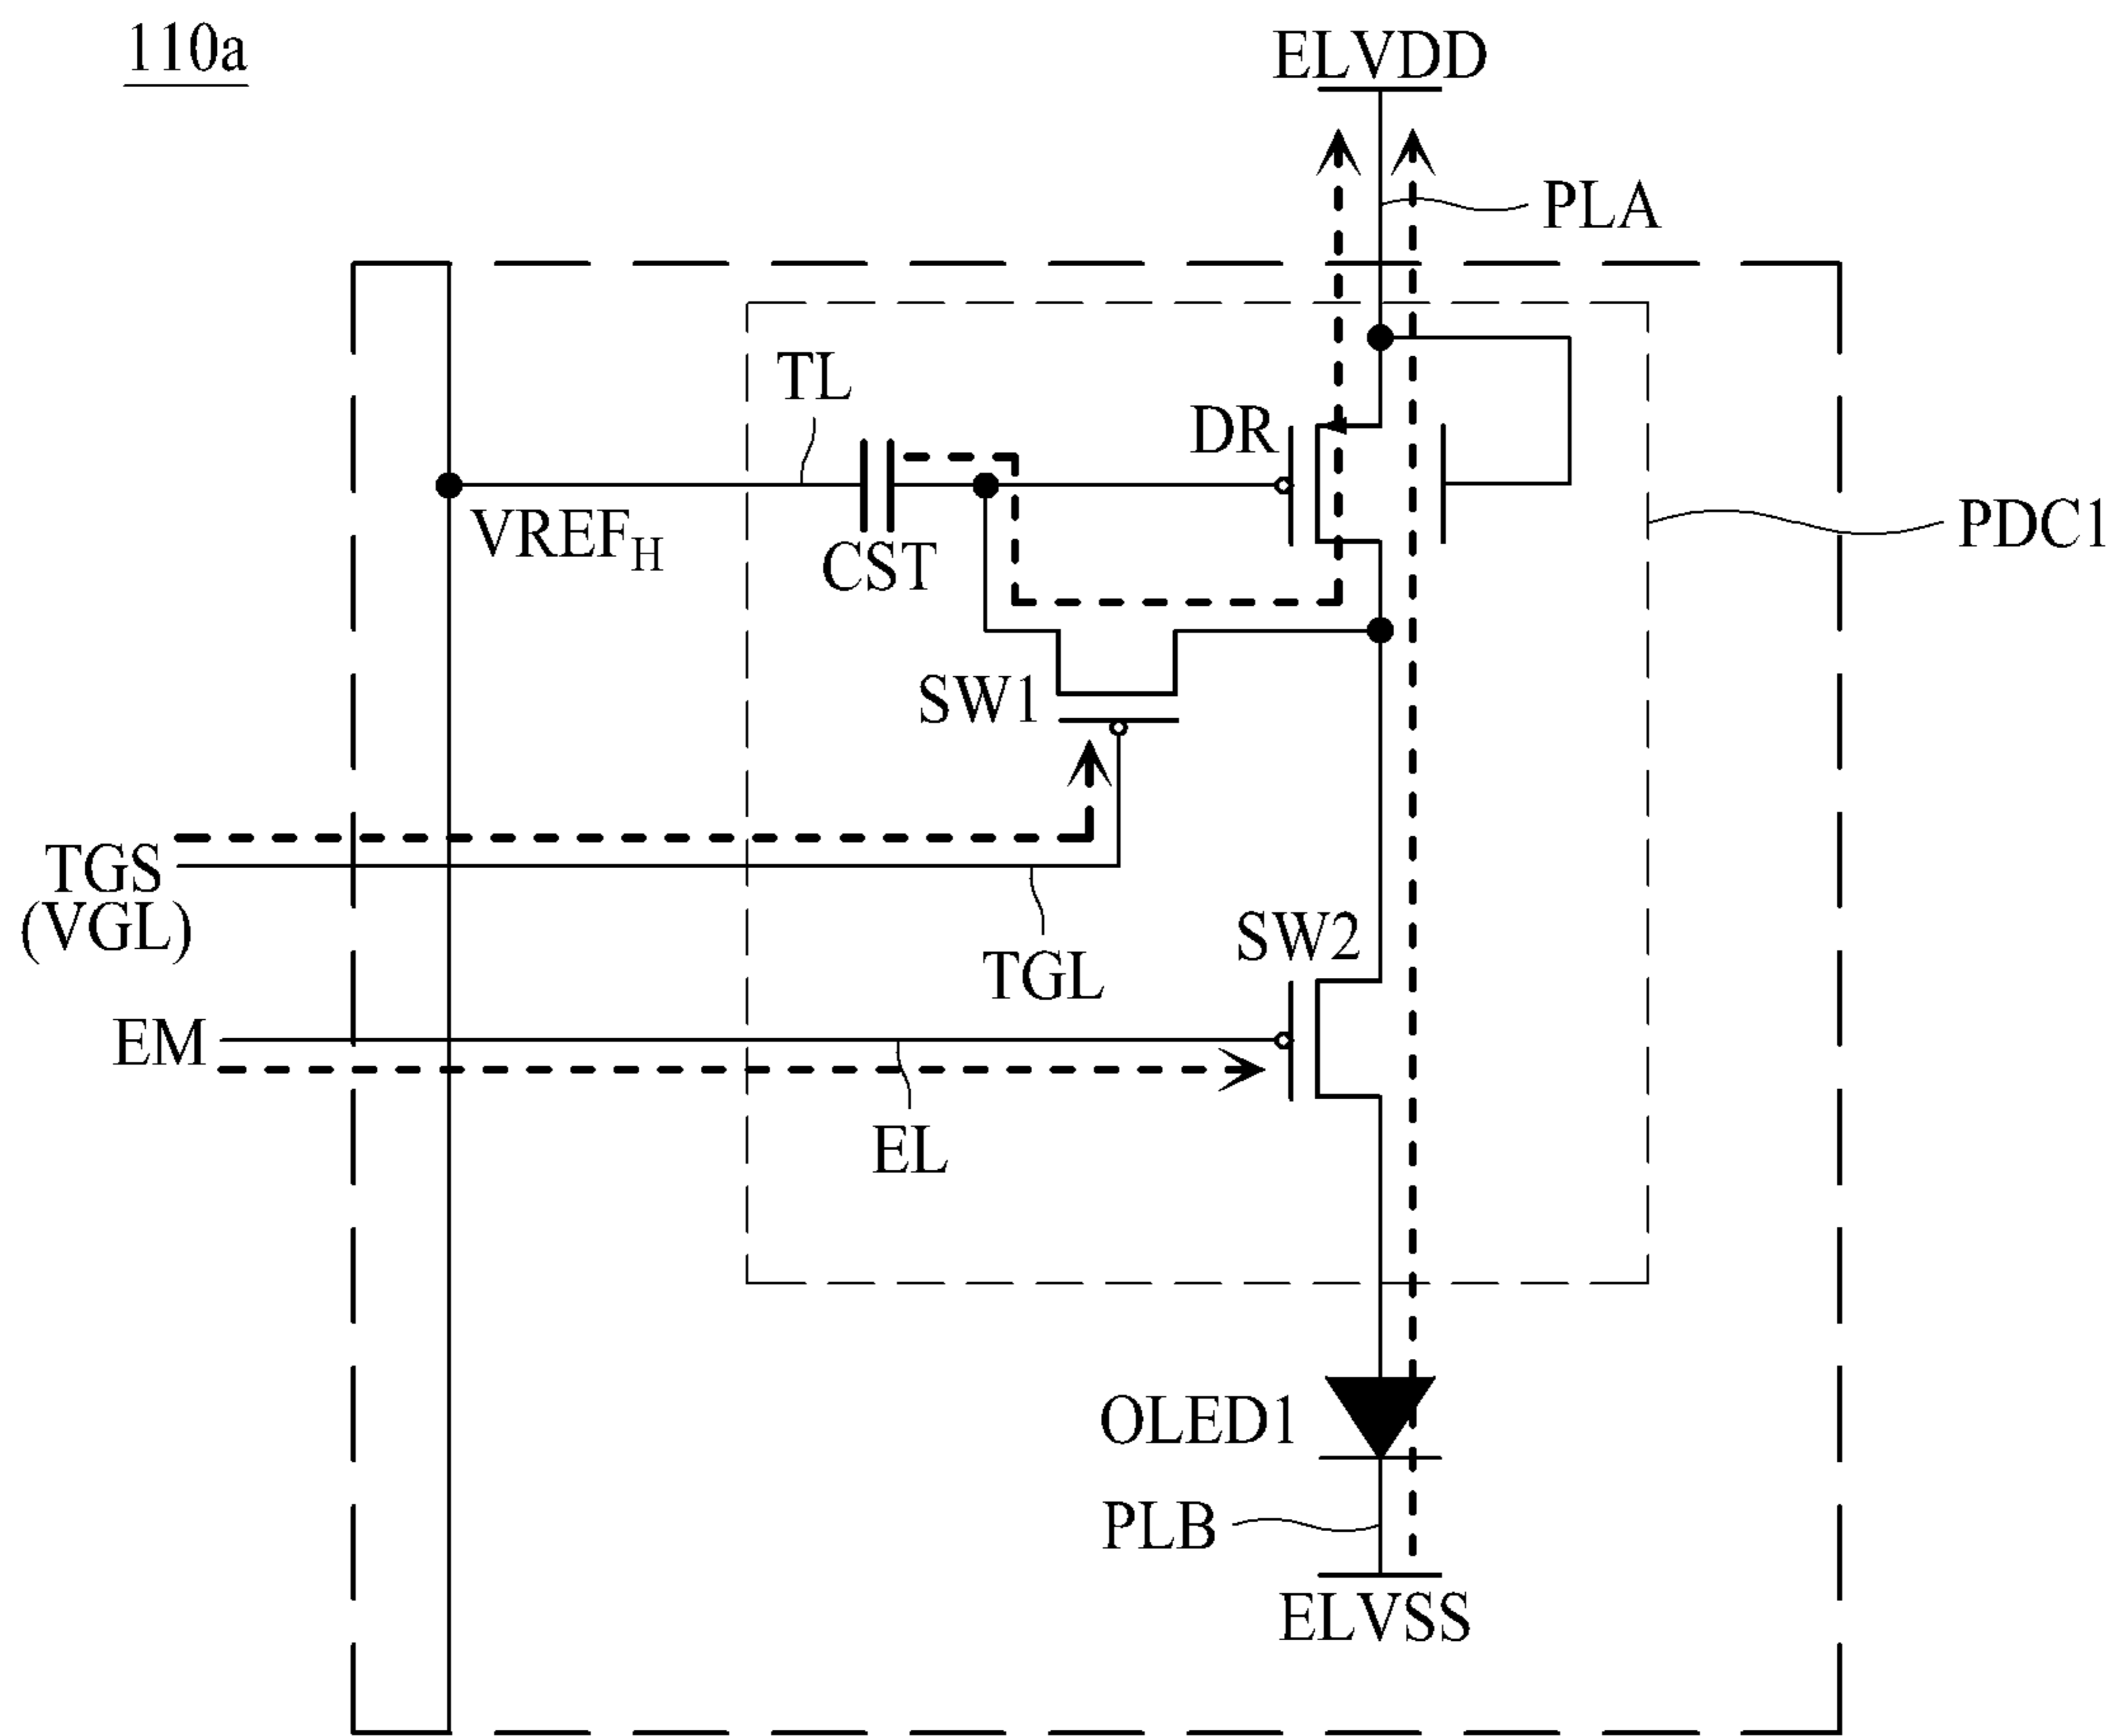 110a
ELVDD
PLA
TL
DR
VREFH
CST
PDC1
SW1
TGS
(VGL)
TGL
SW2
EM
EL
OLED1
PLB
ELVSS